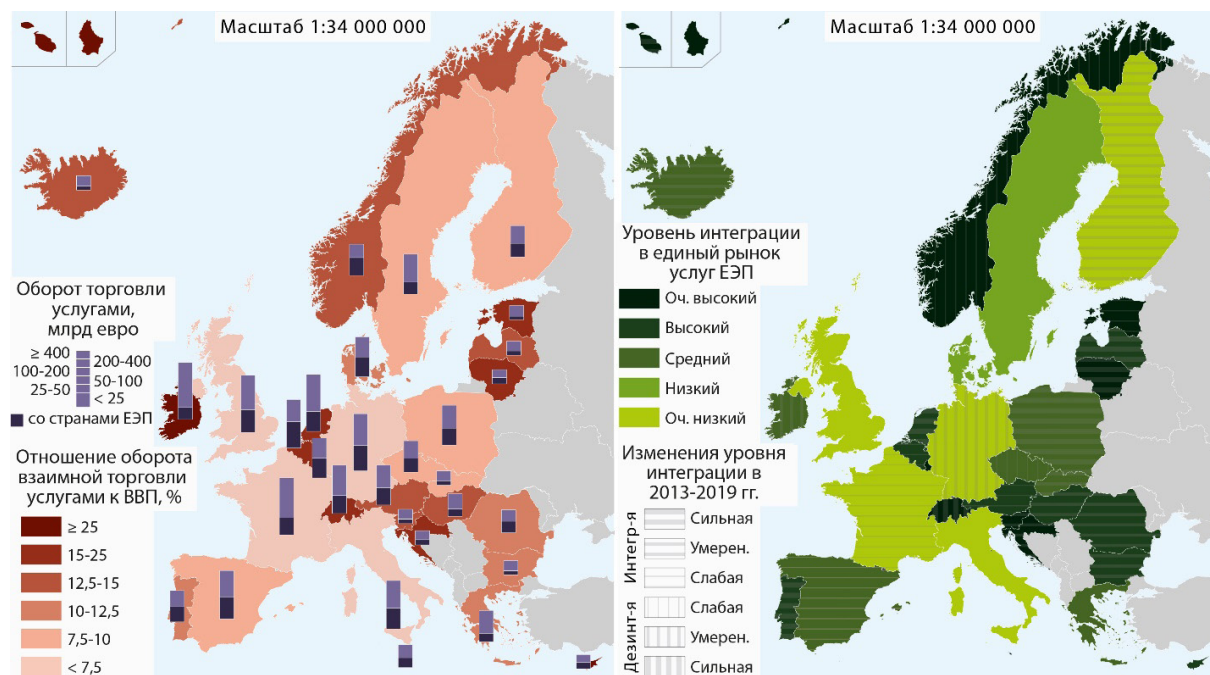 Масштаб 1:34 000 000
Оборот торговли
услугами,
млрд евро
≥ 400
200-400
100-200
50-100
25-50
< 25
со странами ЕЭП
Отношение оборота
взаимной торговли
услугами к ВВП, %
≥ 25
15-25
12,5-15
10-12,5
7,5-10
< 7,5
Масштаб 1:34 000 000
Уровень интеграции
в единый рынок
услуг ЕЭП
Оч. высокий
Высокий
Средний
Низкий
Оч. низкий
Изменения уровня
интеграции в
2013-2019 гг.
Интегр-я
Сильная
Умерен.
Слабая
Дезинт-я
Слабая
Умерен.
Сильная